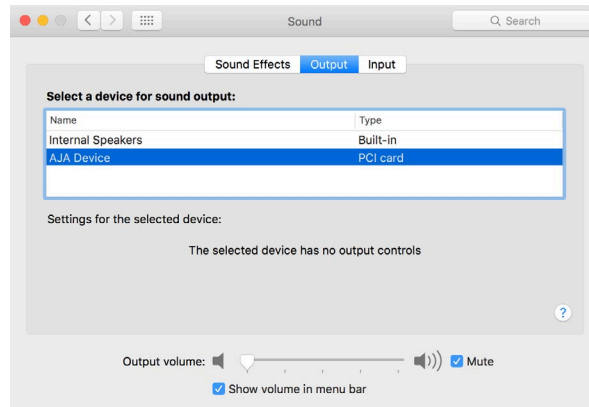 Sound
Search
Sound Effects Output Input
Select a device for sound output:
Name Type
Internal Speakers Built-in
AJA Device PCI card
Settings for the selected device:
The selected device has no output controls
?
Output volume: Mute
Show volume in menu bar